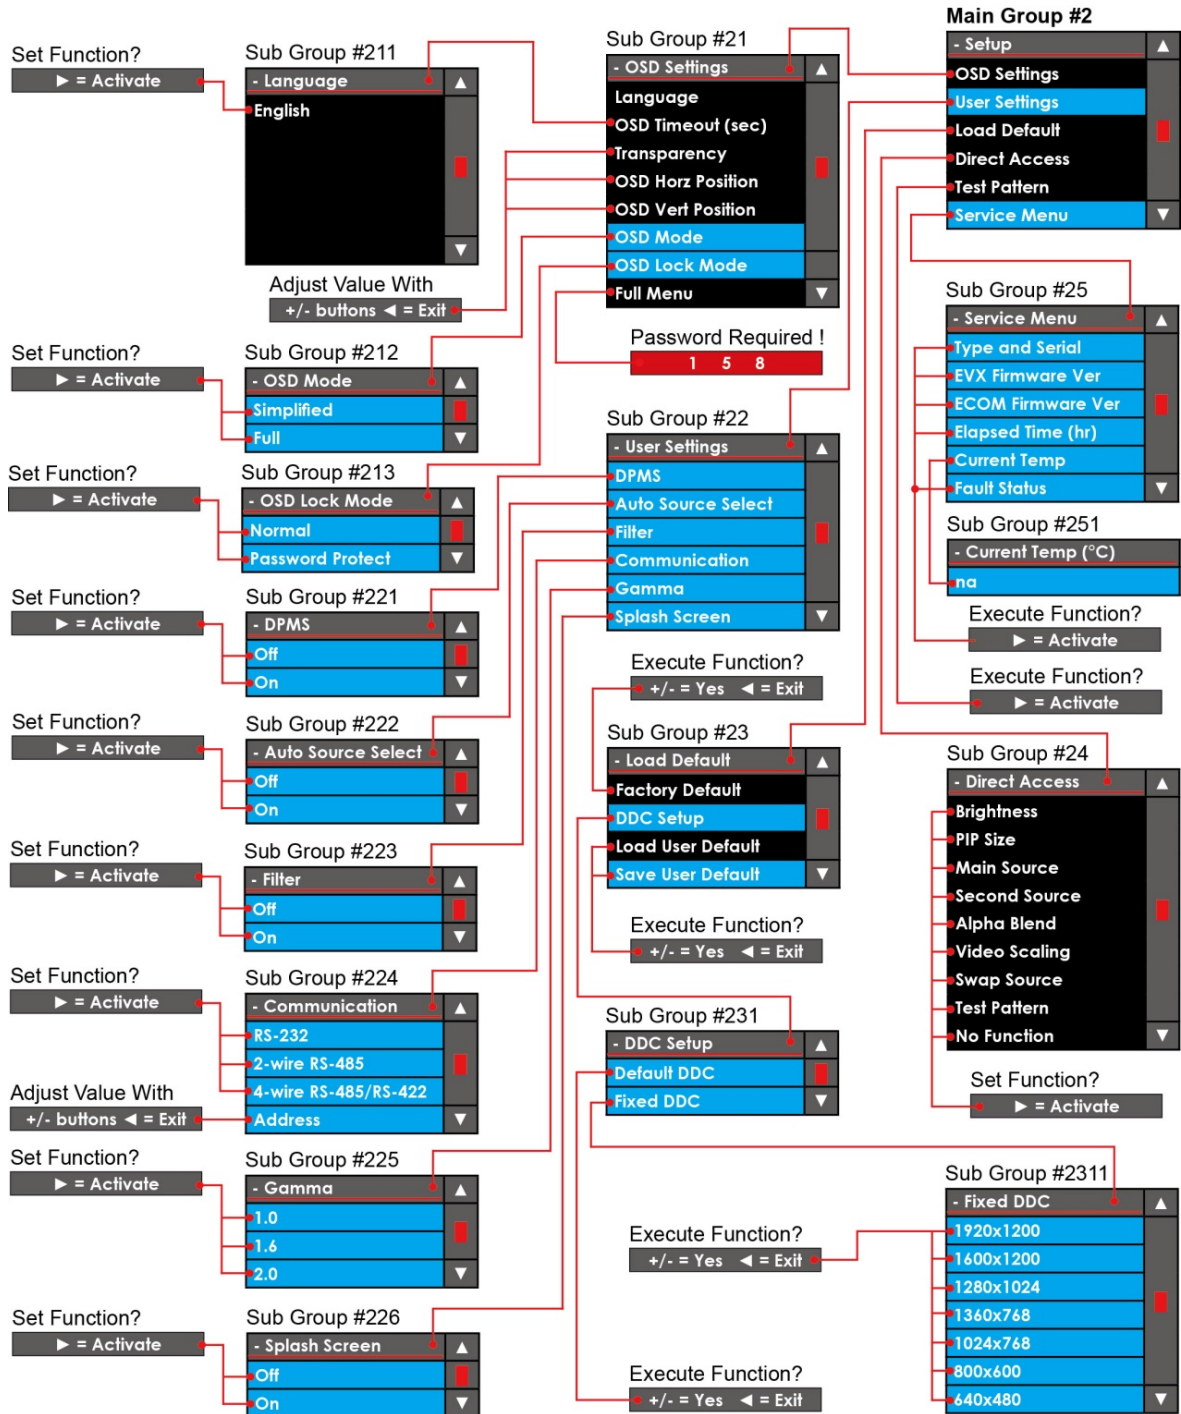 Main Group #2
- Setup
OSD Settings
User Settings
Load Default
Direct Access
Test Pattern
Service Menu
Sub Group #21
- OSD Settings
Language
OSD Timeout (sec)
Transparency
OSD Horz Position
OSD Vert Position
OSD Mode
OSD Lock Mode
Full Menu
Password Required !
1 5 8
Set Function?
► = Activate
Sub Group #211
- Language
English
Adjust Value With
+/- buttons ◄ = Exit
Set Function?
► = Activate
Sub Group #212
- OSD Mode
Simplified
Full
Set Function?
► = Activate
Sub Group #213
- OSD Lock Mode
Normal
Password Protect
Set Function?
► = Activate
Sub Group #221
- DPMS
Off
On
Set Function?
► = Activate
Sub Group #222
- Auto Source Select
Off
On
Set Function?
► = Activate
Sub Group #223
- Filter
Off
On
Set Function?
► = Activate
Sub Group #224
- Communication
RS-232
2-wire RS-485
4-wire RS-485/RS-422
Address
Adjust Value With
+/- buttons ◄ = Exit
Set Function?
► = Activate
Sub Group #225
- Gamma
1.0
1.6
2.0
Set Function?
► = Activate
Sub Group #226
- Splash Screen
Off
On
Sub Group #22
- User Settings
DPMS
Auto Source Select
Filter
Communication
Gamma
Splash Screen
Execute Function?
+/- = Yes ◄ = Exit
Sub Group #23
- Load Default
Factory Default
DDC Setup
Load User Default
Save User Default
Execute Function?
+/- = Yes ◄ = Exit
Sub Group #231
- DDC Setup
Default DDC
Fixed DDC
Execute Function?
+/- = Yes ◄ = Exit
Execute Function?
+/- = Yes ◄ = Exit
Sub Group #25
- Service Menu
Type and Serial
EVX Firmware Ver
ECOM Firmware Ver
Elapsed Time (hr)
Current Temp
Fault Status
Sub Group #251
- Current Temp (°C)
na
Execute Function?
► = Activate
Execute Function?
► = Activate
Sub Group #24
- Direct Access
Brightness
PIP Size
Main Source
Second Source
Alpha Blend
Video Scaling
Swap Source
Test Pattern
No Function
Set Function?
► = Activate
Sub Group #2311
- Fixed DDC
1920x1200
1600x1200
1280x1024
1360x768
1024x768
800x600
640x480